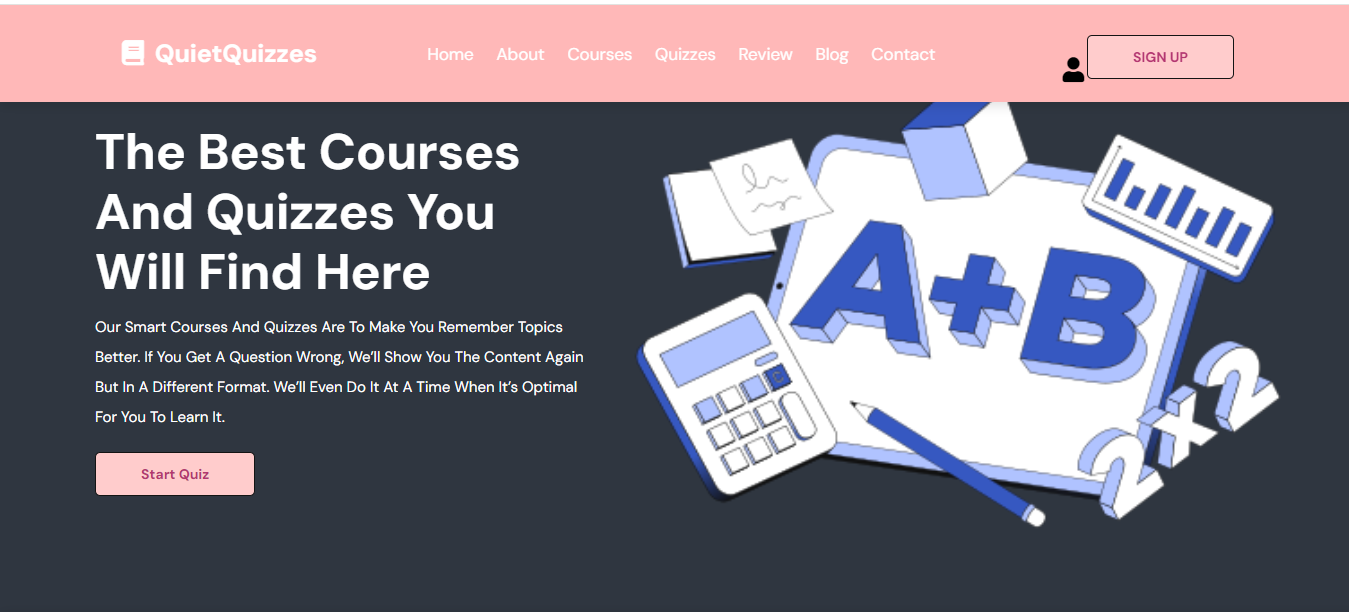 QuietQuizzes
Home About Courses Quizzes Review Blog Contact
SIGN UP
The Best Courses
And Quizzes You
Will Find Here
Our Smart Courses And Quizzes Are To Make You Remember Topics
Better. If You Get A Question Wrong, We’ll Show You The Content Again
But In A Different Format. We’ll Even Do It At A Time When It’s Optimal
For You To Learn It.
Start Quiz
A+B
C
2x2